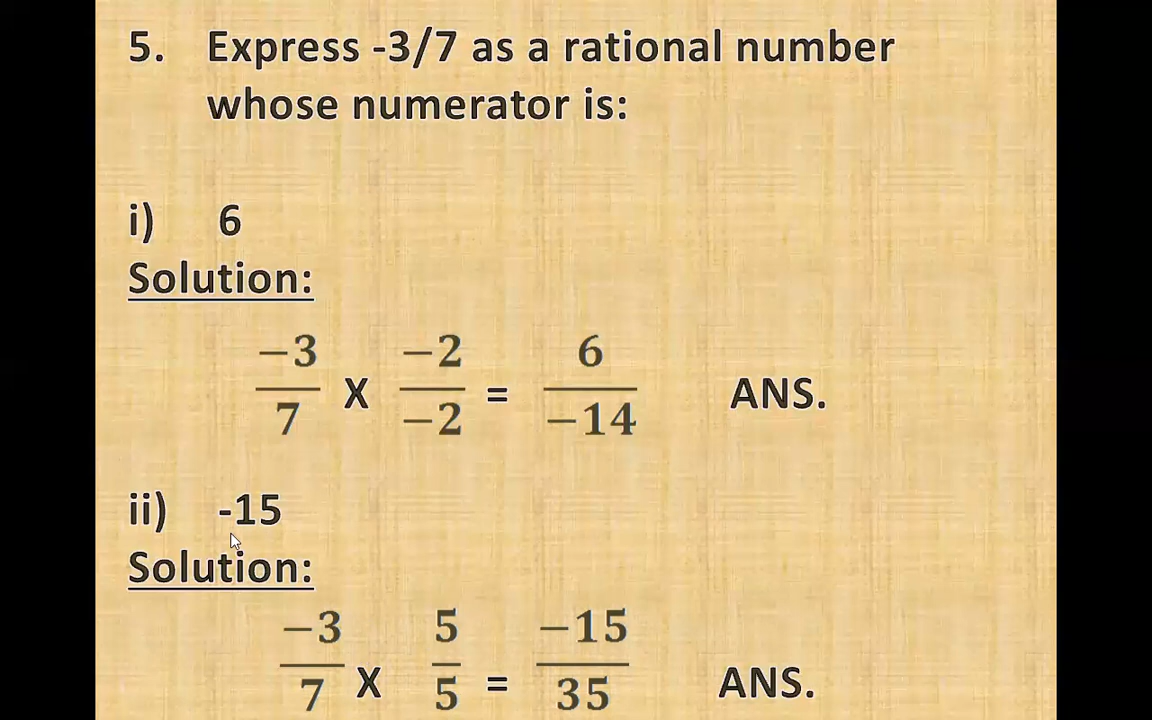 5. Express -3/7 as a rational number
whose numerator is:
i) 6
Solution:
−3/7 X −2/−2 = 6/−14 ANS.
ii) -15
Solution:
−3/7 X 5/5 = −15/35 ANS.